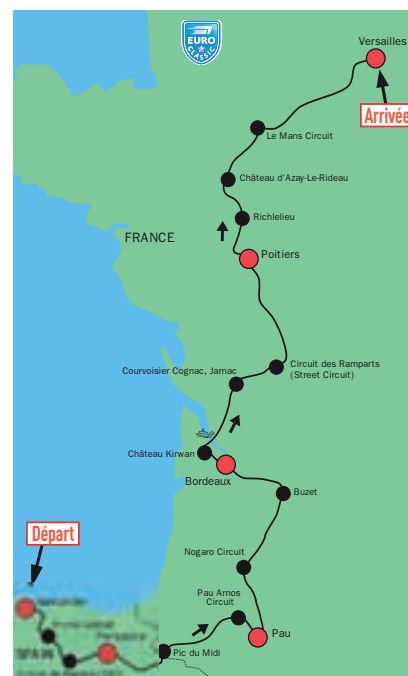 EURO
CLASSIC
Versailles
Arrivée
Le Mans Circuit
Château d'Azay-Le-Rideau
Richlelieu
FRANCE
Poitiers
Circuit des Ramparts
(Street Circuit)
Courvoisier Cognac, Jarnac
Château Kirwan
Bordeaux
Buzet
Départ
Nogaro Circuit
Pau Arnos
Circuit
Pau
Pic du Midi
SPAIN